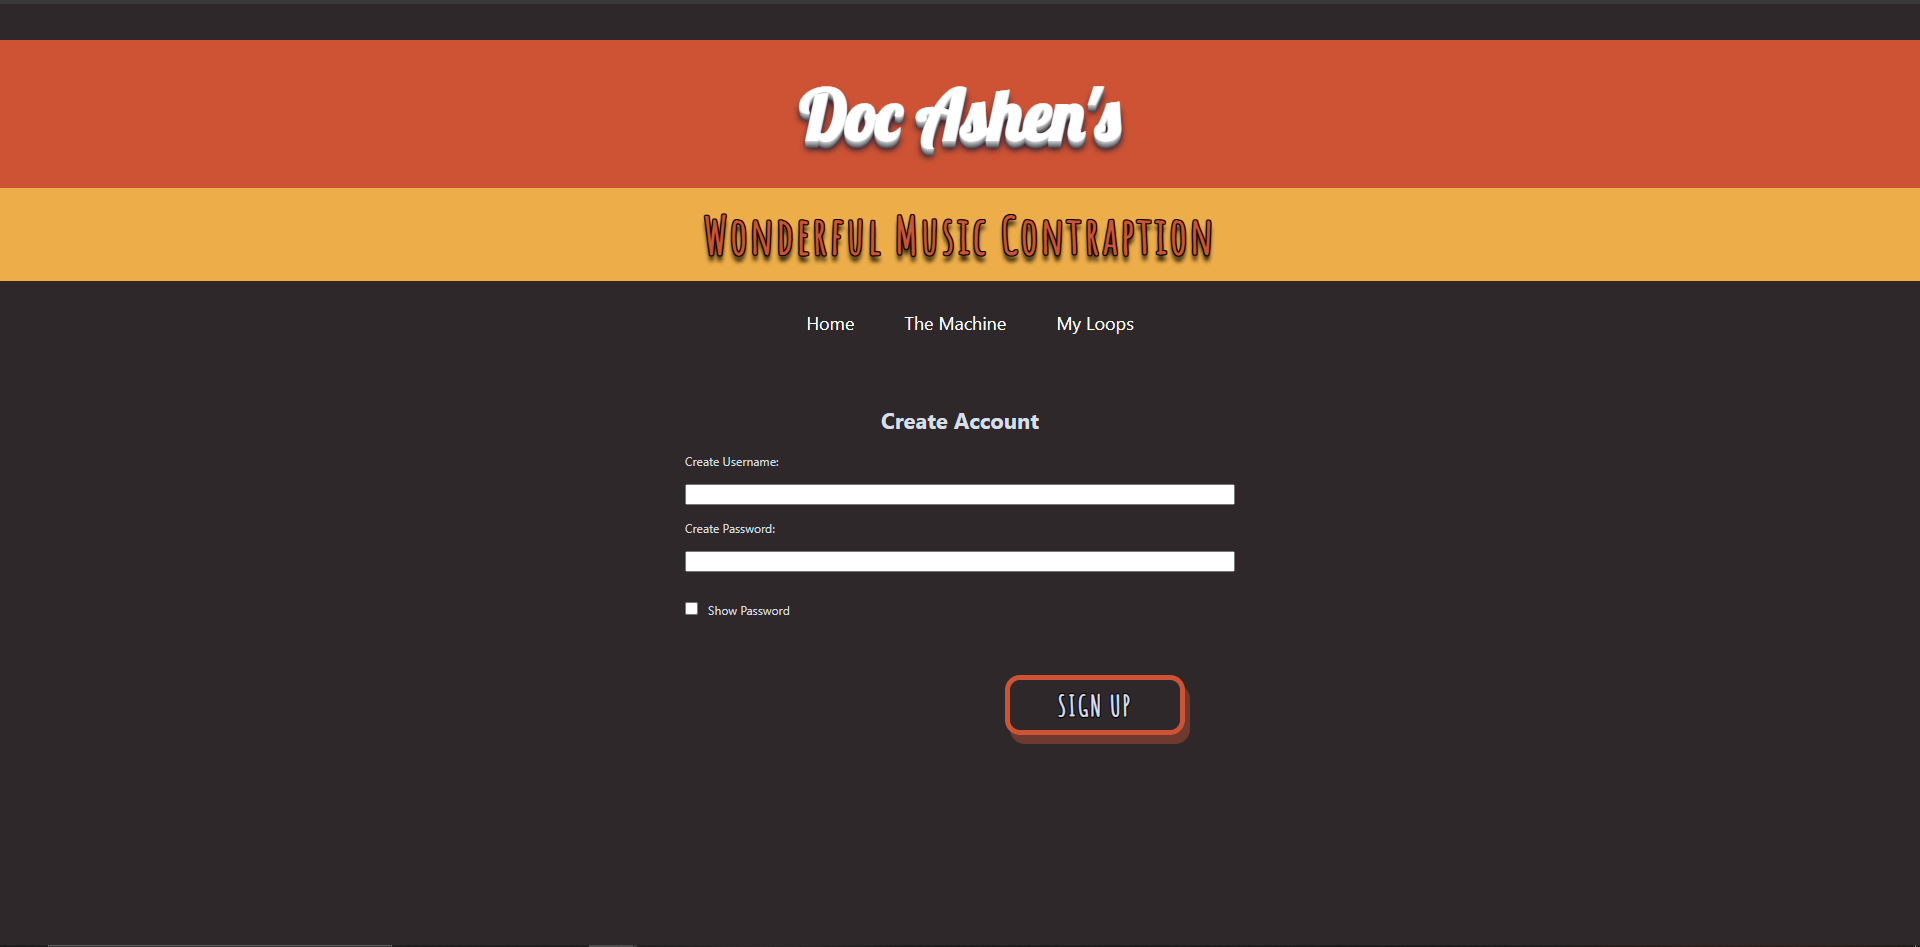 Doc Ashen's
Wonderful Music Contraption
Home The Machine My Loops
Create Account
Create Username:
Create Password:
Show Password
SIGN UP